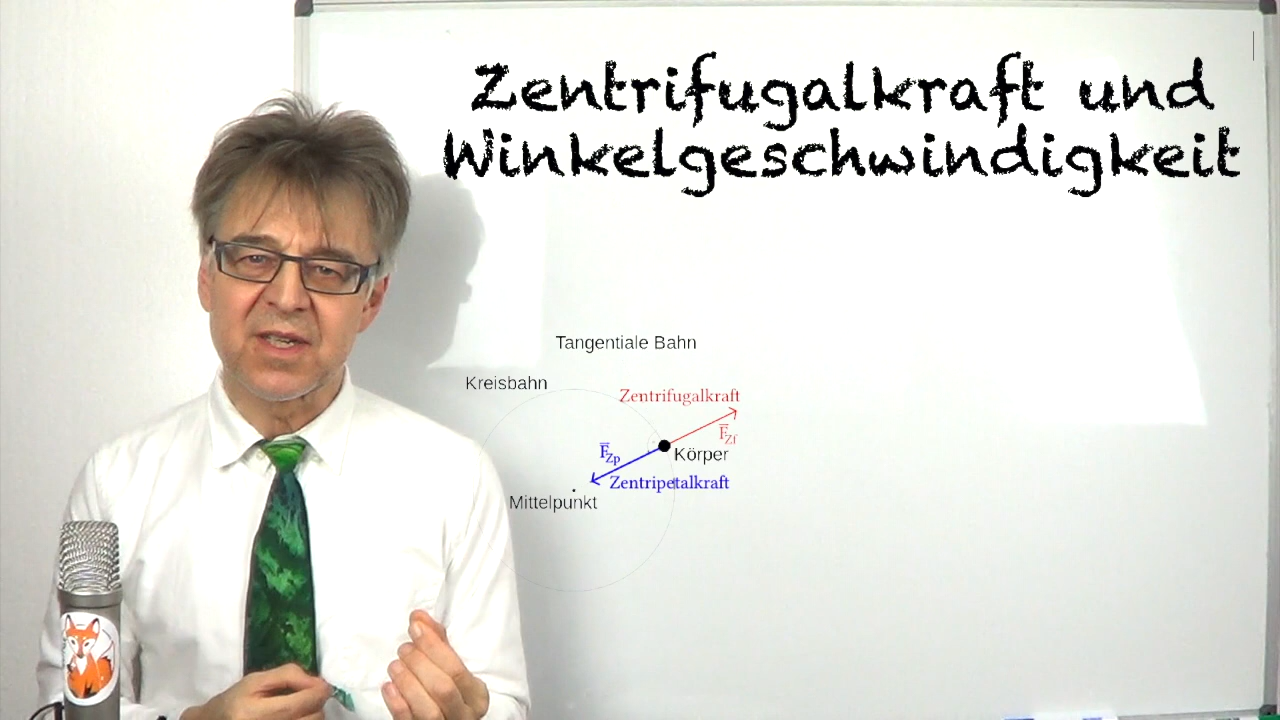 Zentrifugalkraft und
Winkelgeschwindigkeit
Tangentiale Bahn
Kreisbahn
Zentrifugalkraft
F̅Zf
F̅Zp
Körper
Zentripetalkraft
Mittelpunkt